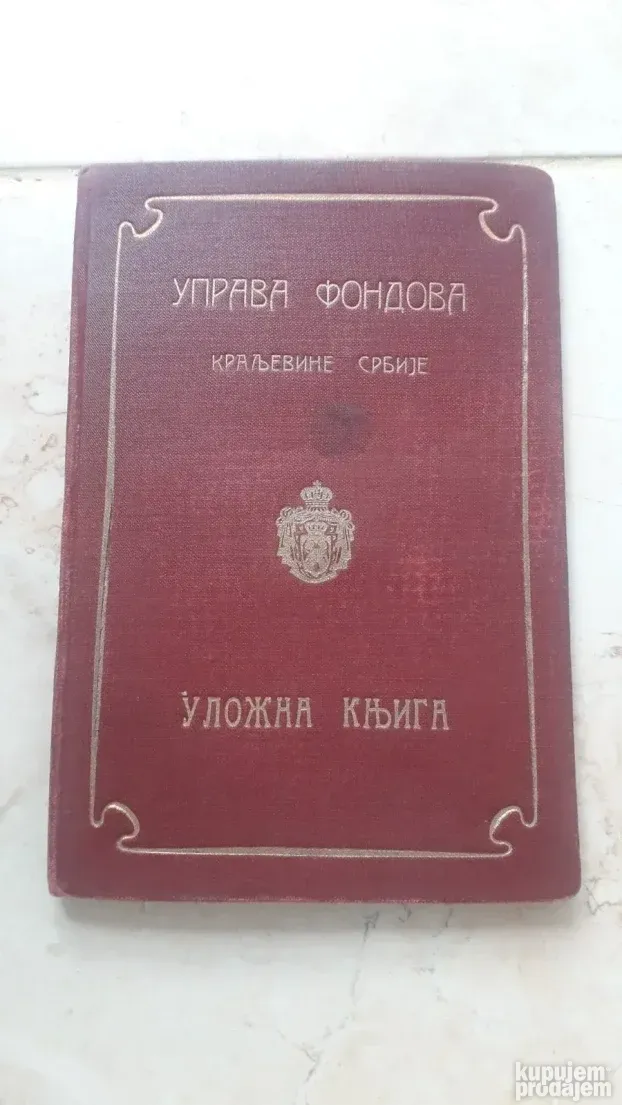 УПРАВА ФОНДОВА
КРАЉЕВИНЕ СРБИЈЕ
УЛОЖНА КЊИГА
kupujem
prodajem